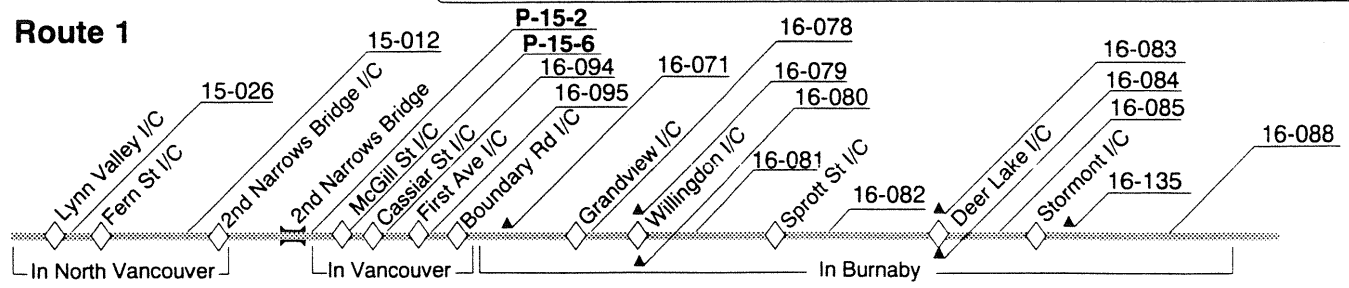 Route 1
15-026
15-012
P-15-2
P-15-6
16-094
16-095
16-071
16-078
16-079
16-080
16-081
16-082
16-083
16-084
16-085
16-135
16-088
Lynn Valley I/C
Fern St I/C
2nd Narrows Bridge I/C
2nd Narrows Bridge
McGill St I/C
Cassiar St I/C
First Ave I/C
Boundary Rd I/C
Grandview I/C
Willingdon I/C
Sprott St I/C
Deer Lake I/C
Stormont I/C
In North Vancouver
In Vancouver
In Burnaby